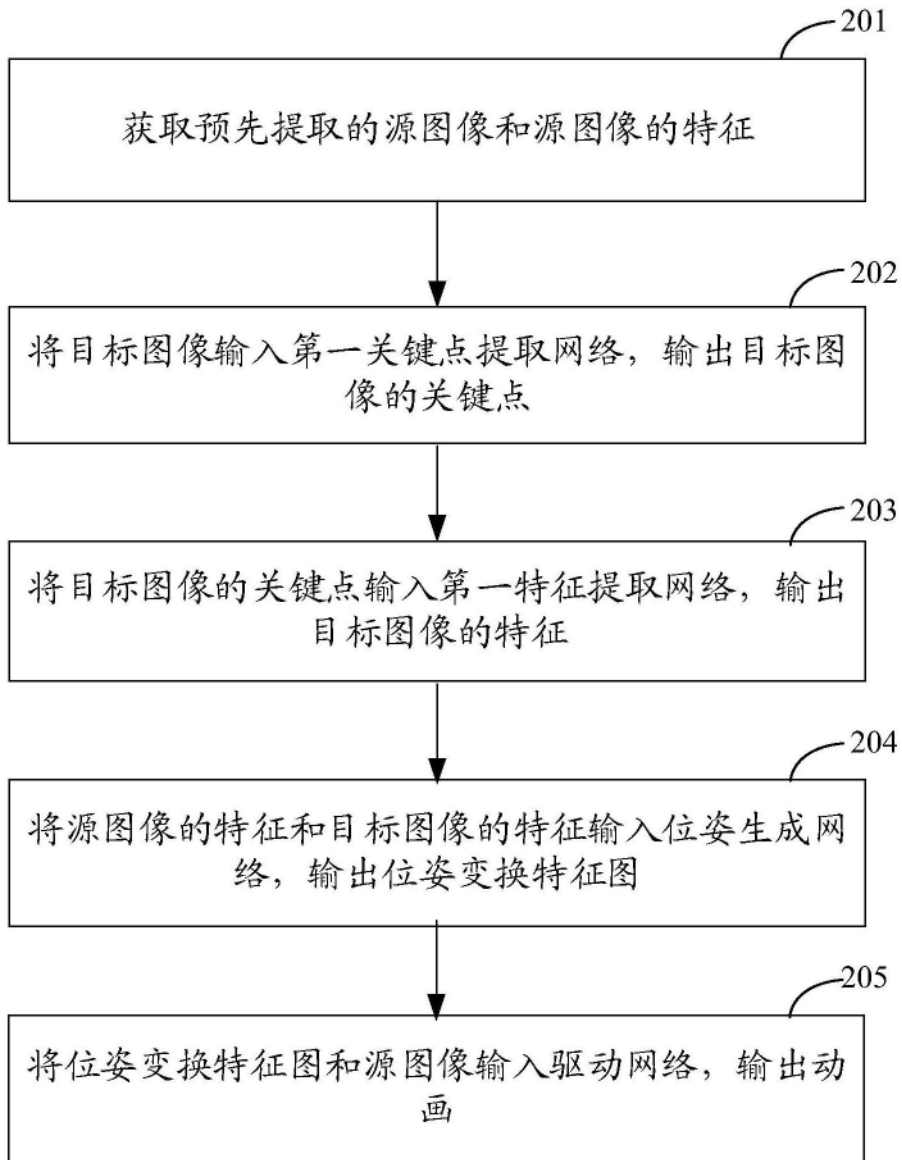 201
获取预先提取的源图像和源图像的特征
202
将目标图像输入第一关键点提取网络，输出目标图
像的关键点
203
将目标图像的关键点输入第一特征提取网络，输出
目标图像的特征
204
将源图像的特征和目标图像的特征输入位姿生成网
络，输出位姿变换特征图
205
将位姿变换特征图和源图像输入驱动网络，输出动
画